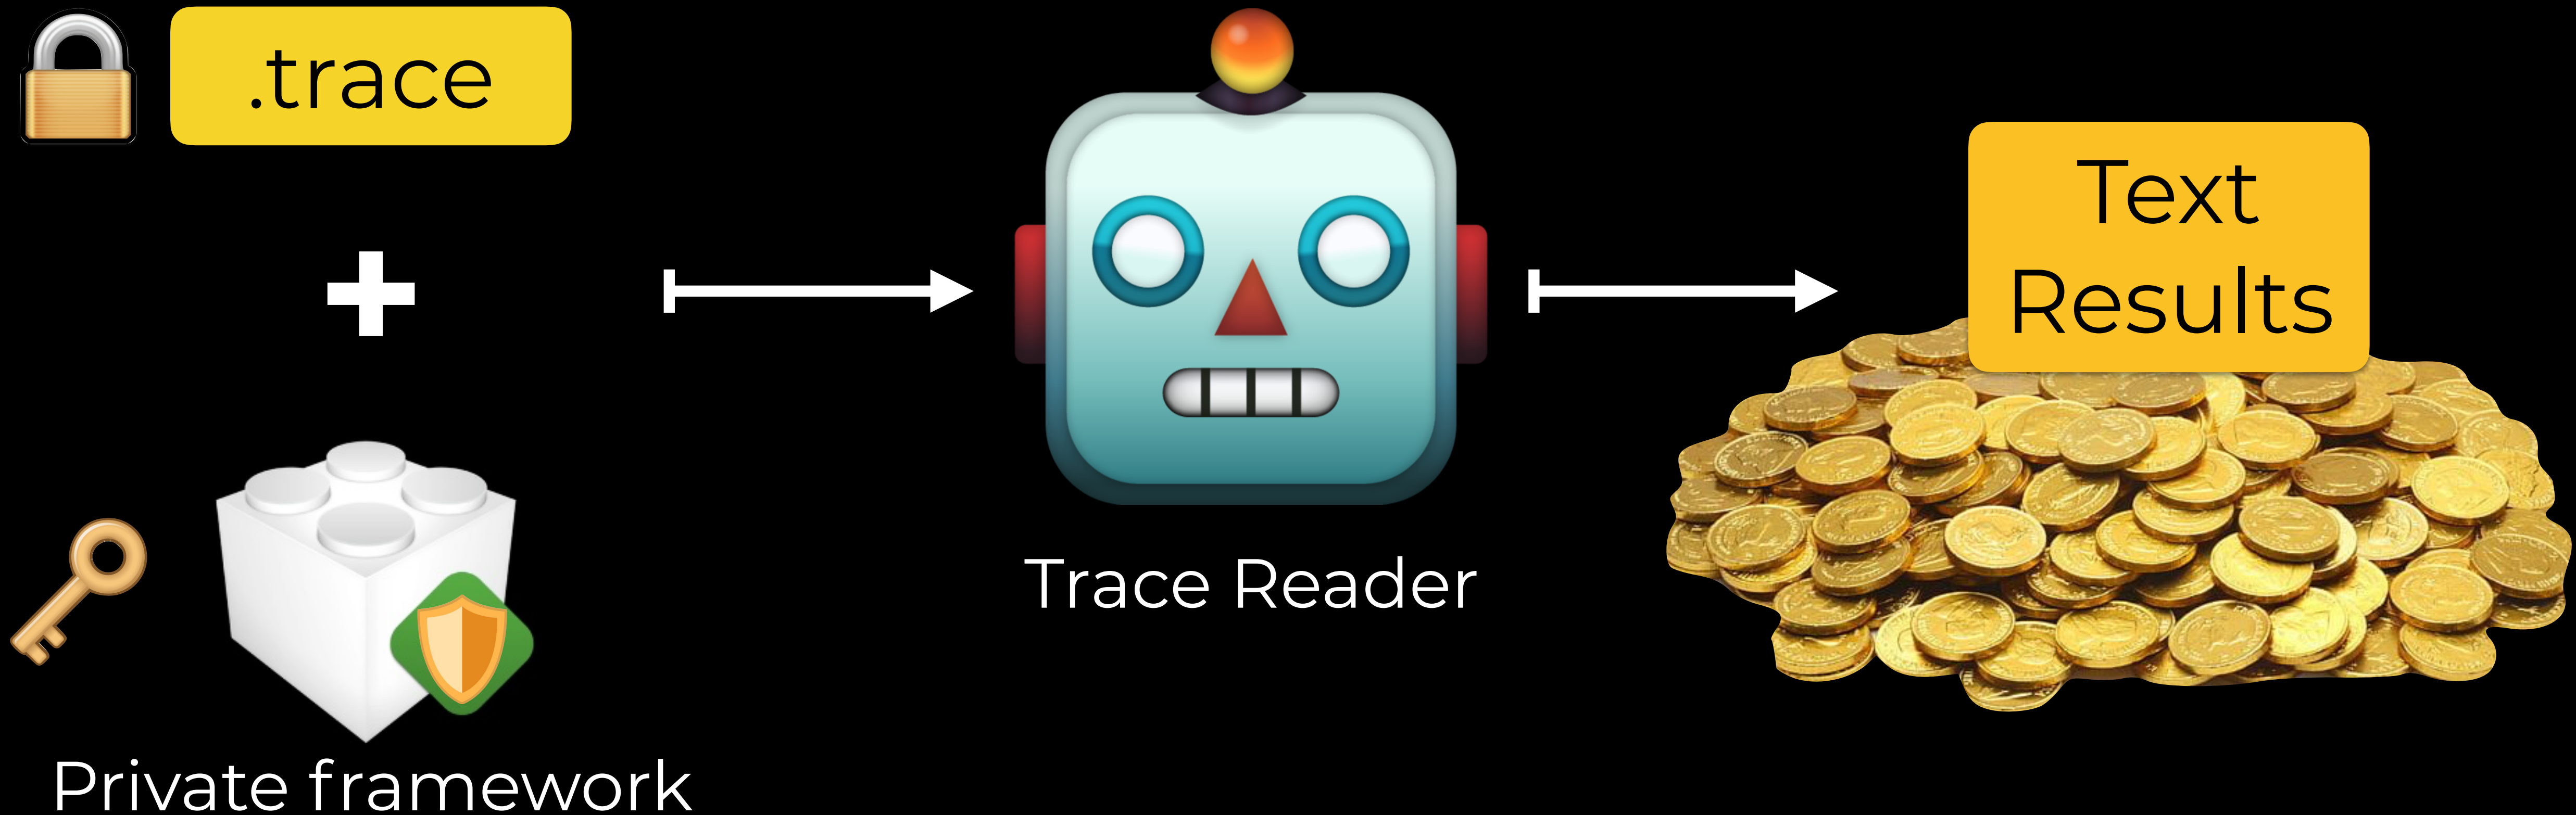 .trace
Private framework
Trace Reader
Text
Results